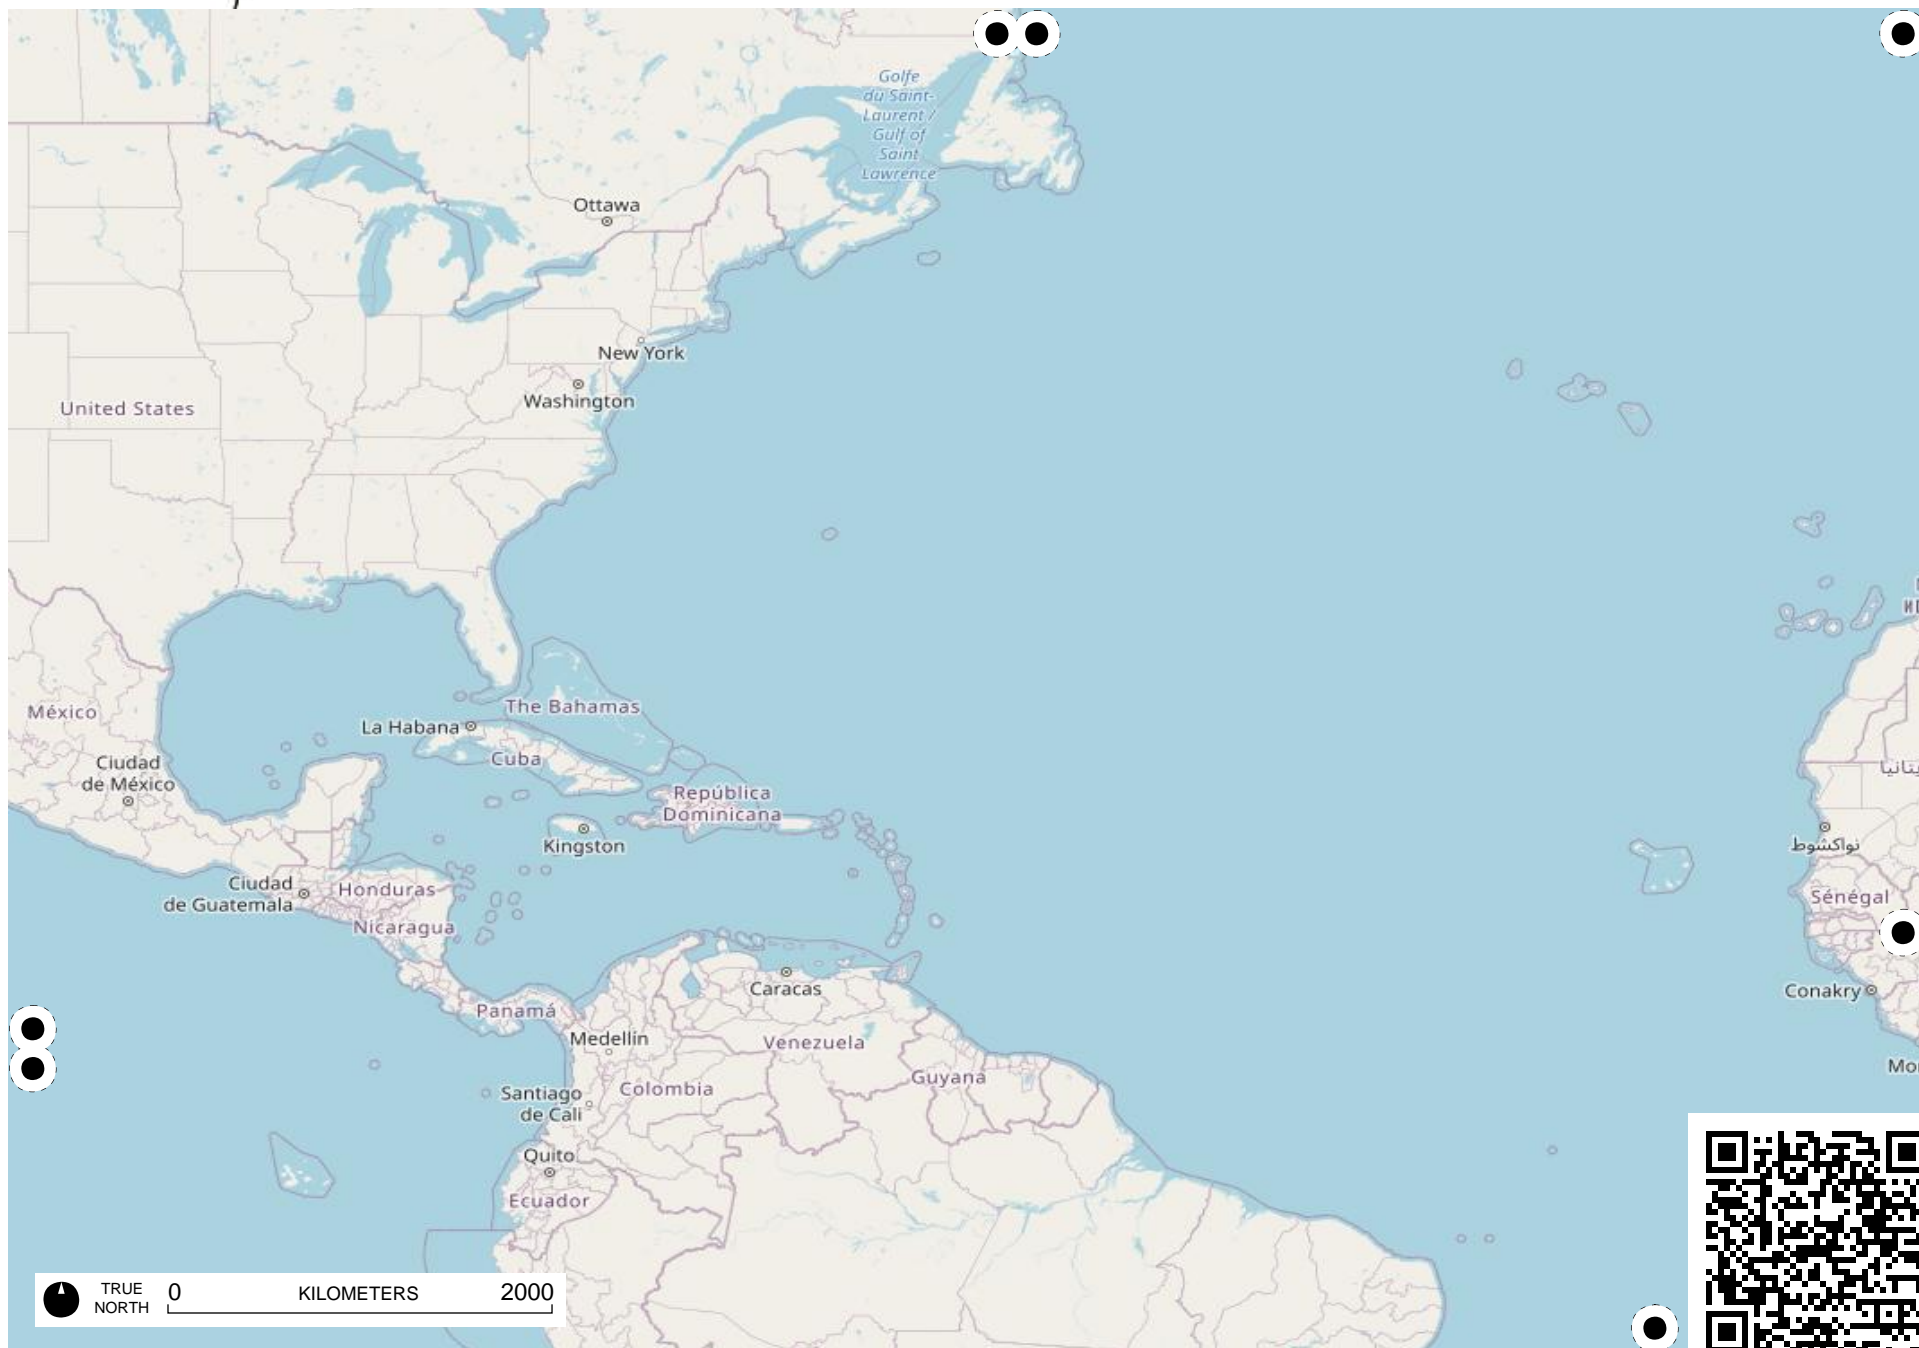 Golfe
du Saint-
Laurent /
Gulf of
Saint
Lawrence
Ottawa
New York
Washington
United States
México
Ciudad
de México
La Habana
The Bahamas
Cuba
República
Dominicana
Kingston
Ciudad
de Guatemala
Honduras
Nicaragua
نواكشوط
Sénégal
Conakry
Caracas
Panamá
Medellín
Venezuela
Guyana
Colombia
Santiago
de Cali
Quito
Ecuador
TRUE
NORTH
0 KILOMETERS 2000